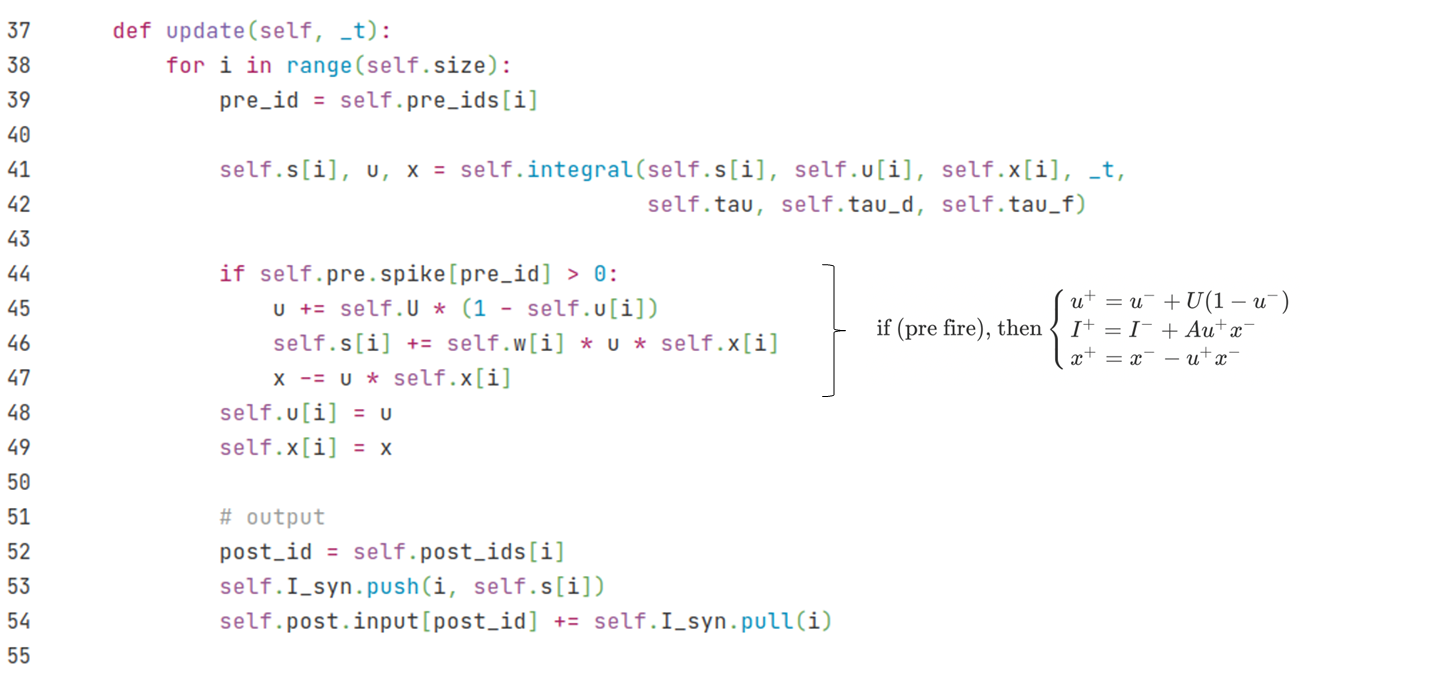 37 def update(self, _t):
38 for i in range(self.size):
39 pre_id = self.pre_ids[i]
40
41 self.s[i], u, x = self.integral(self.s[i], self.u[i], self.x[i], _t,
42 self.tau, self.tau_d, self.tau_f)
43
44 if self.pre.spike[pre_id] > 0:
45 u += self.U * (1 - self.u[i])
46 self.s[i] += self.w[i] * u * self.x[i]
47 x -= u * self.x[i]
48 self.u[i] = u
49 self.x[i] = x
50
51 # output
52 post_id = self.post_ids[i]
53 self.I_syn.push(i, self.s[i])
54 self.post.input[post_id] += self.I_syn.pull(i)
55
if (pre fire), then
u⁺ = u⁻ + U(1 − u⁻)
I⁺ = I⁻ + Au⁺x⁻
x⁺ = x⁻ − u⁺x⁻